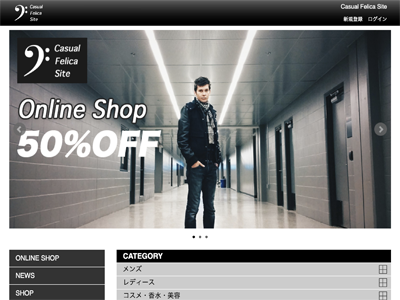 Casual
Felica
Site
Casual Felica Site
新規登録 ログイン
Casual
Felica
Site
Online Shop
50%OFF
ONLINE SHOP
NEWS
SHOP
CATEGORY
メンズ
レディース
コスメ・香水・美容